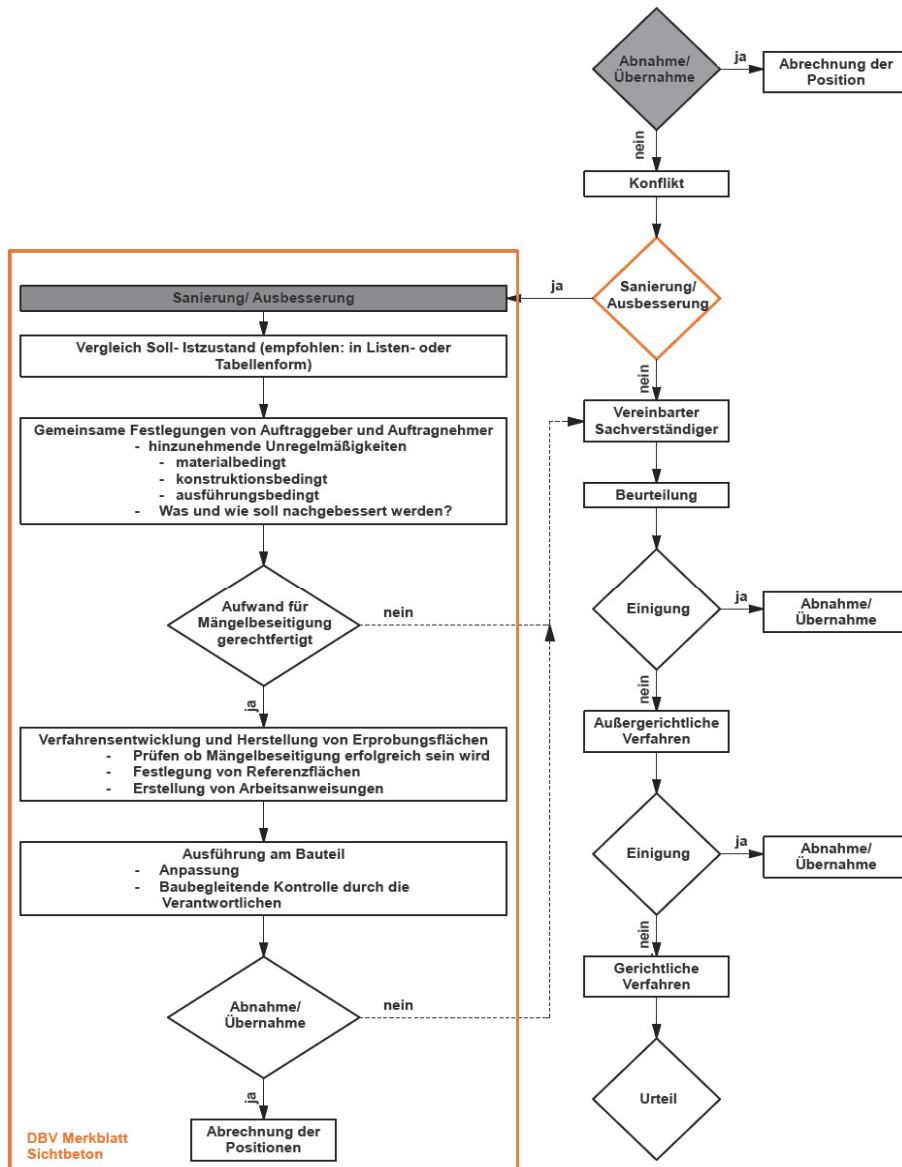 Abnahme/
Übernahme
ja
Abrechnung der
Position
nein
Konflikt
Sanierung/
Ausbesserung
ja
Sanierung/ Ausbesserung
Vergleich Soll- Istzustand (empfohlen: in Listen- oder
Tabellenform)
Gemeinsame Festlegungen von Auftraggeber und Auftragnehmer
- hinzunehmende Unregelmäßigkeiten
- materialbedingt
- konstruktionsbedingt
- ausführungsbedingt
- Was und wie soll nachgebessert werden?
Aufwand für
Mängelbeseitigung
gerechtfertigt
nein
ja
Verfahrensentwicklung und Herstellung von Erprobungsflächen
- Prüfen ob Mängelbeseitigung erfolgreich sein wird
- Festlegung von Referenzflächen
- Erstellung von Arbeitsanweisungen
Ausführung am Bauteil
- Anpassung
- Baubegleitende Kontrolle durch die
Verantwortlichen
Abnahme/
Übernahme
nein
ja
Abrechnung der
Positionen
DBV Merkblatt
Sichtbeton
nein
Vereinbarter
Sachverständiger
Beurteilung
Einigung
ja
Abnahme/
Übernahme
nein
Außergerichtliche
Verfahren
Einigung
ja
Abnahme/
Übernahme
nein
Gerichtliche
Verfahren
Urteil